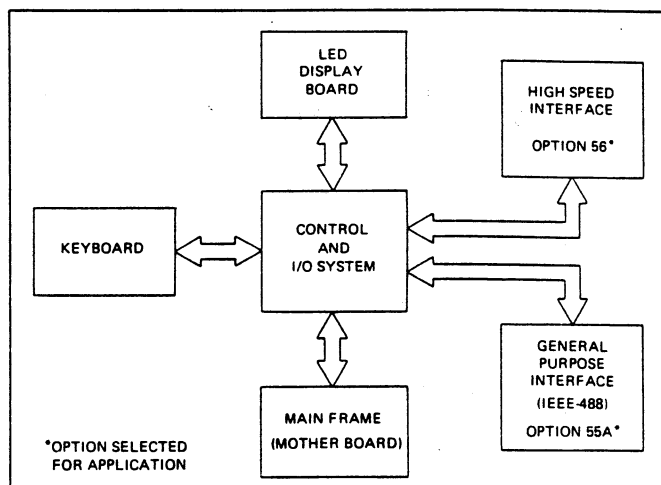 LED
DISPLAY
BOARD
HIGH SPEED
INTERFACE
OPTION 56*
KEYBOARD
CONTROL
AND
I/O SYSTEM
GENERAL
PURPOSE
INTERFACE
(IEEE-488)
OPTION 55A*
MAIN FRAME
(MOTHER BOARD)
*OPTION SELECTED
FOR APPLICATION